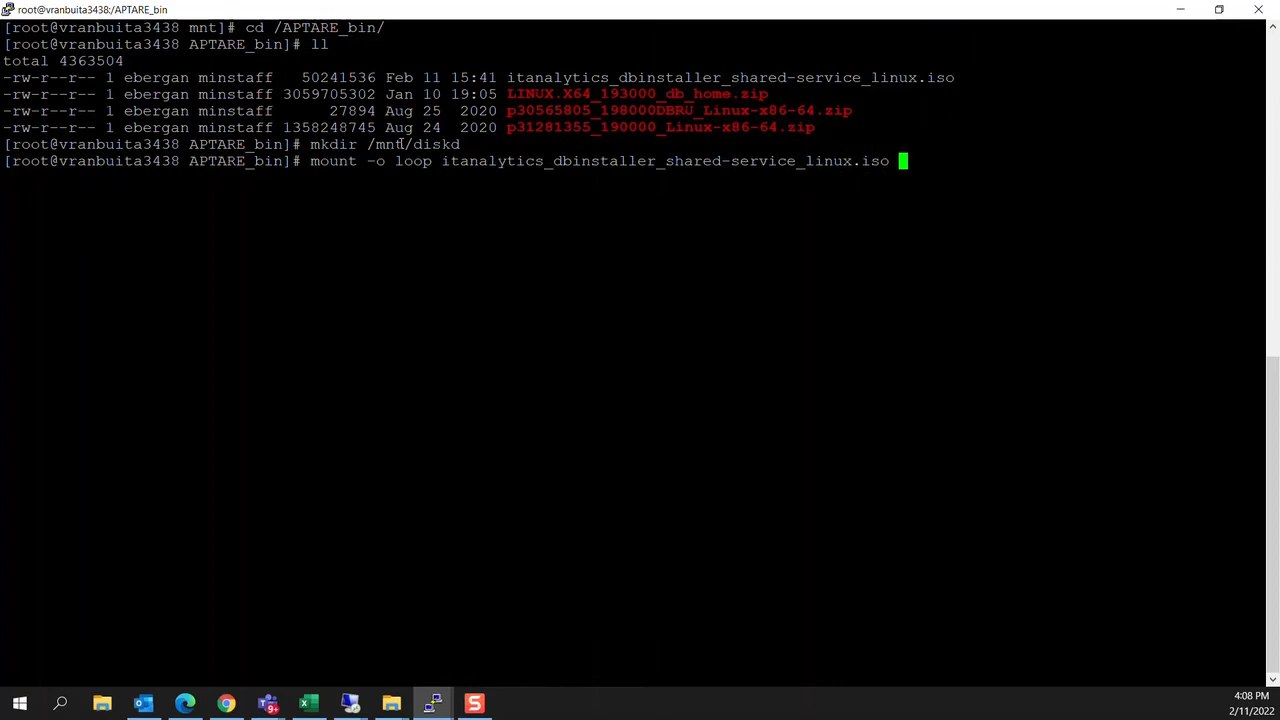 root@vranbuita3438:/APTARE_bin
[root@vranbuita3438 mnt]# cd /APTARE_bin/
[root@vranbuita3438 APTARE_bin]# ll
total 4363504
-rw-r--r-- 1 ebergan minstaff   50241536 Feb 11 15:41 itanalytics_dbinstaller_shared-service_linux.iso
-rw-r--r-- 1 ebergan minstaff 3059705302 Jan 10 19:05 LINUX.X64_193000_db_home.zip
-rw-r--r-- 1 ebergan minstaff      27894 Aug 25  2020 p30565805_198000DBRU_Linux-x86-64.zip
-rw-r--r-- 1 ebergan minstaff 1358248745 Aug 24  2020 p31281355_190000_Linux-x86-64.zip
[root@vranbuita3438 APTARE_bin]# mkdir /mnt/diskd
[root@vranbuita3438 APTARE_bin]# mount -o loop itanalytics_dbinstaller_shared-service_linux.iso
9+
S
4:08 PM
2/11/2022